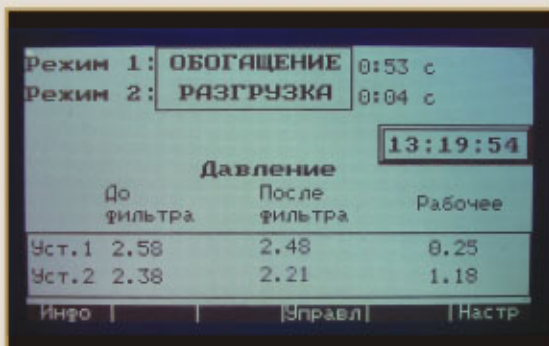 Режим 1: ОБОГАЩЕНИЕ 0:53 с
Режим 2: РАЗГРУЗКА 0:04 с
13:19:54
Давление
До фильтра После фильтра Рабочее
Уст.1 2.58 2.48 0.25
Уст.2 2.38 2.21 1.18
Инфо | | |Управл| |Настр